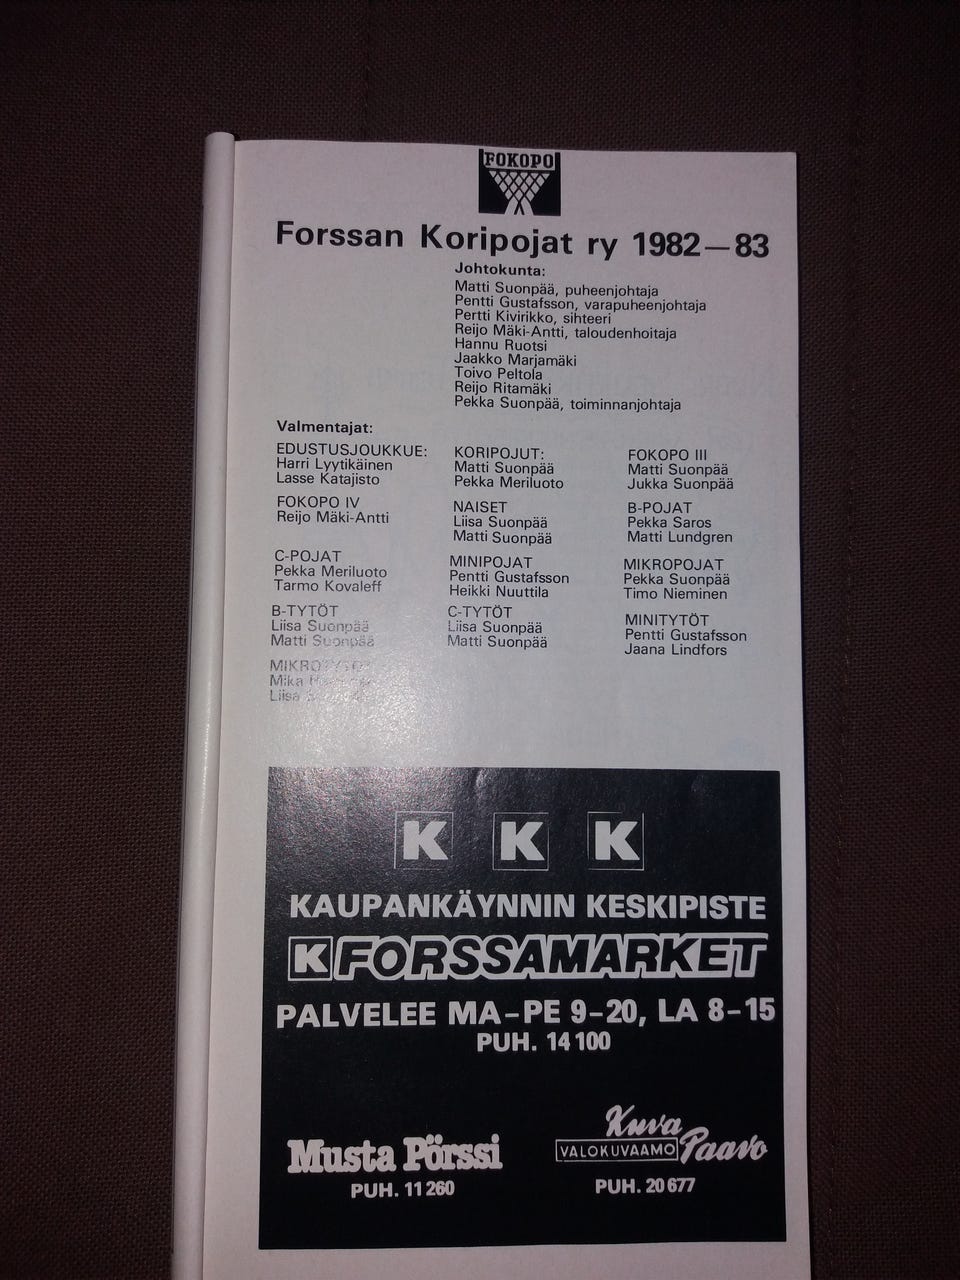 FOKOPO
Forssan Koripojat ry 1982—83
Johtokunta:
Matti Suonpää, puheenjohtaja
Pentti Gustafsson, varapuheenjohtaja
Pertti Kivirikko, sihteeri
Reijo Mäki-Antti, taloudenhoitaja
Hannu Ruotsi
Jaakko Marjamäki
Toivo Peltola
Reijo Ritamäki
Pekka Suonpää, toiminnanjohtaja
Valmentajat:
EDUSTUSJOUKKUE:
Harri Lyytikäinen
Lasse Katajisto
KORIPOJUT:
Matti Suonpää
Pekka Meriluoto
FOKOPO III
Matti Suonpää
Jukka Suonpää
FOKOPO IV
Reijo Mäki-Antti
NAISET
Liisa Suonpää
Matti Suonpää
B-POJAT
Pekka Saros
Matti Lundgren
C-POJAT
Pekka Meriluoto
Tarmo Kovaleff
MINIPOJAT
Pentti Gustafsson
Heikki Nuuttila
MIKROPOJAT
Pekka Suonpää
Timo Nieminen
B-TYTÖT
Liisa Suonpää
Matti Suonpää
C-TYTÖT
Liisa Suonpää
Matti Suonpää
MINITYTÖT
Pentti Gustafsson
Jaana Lindfors
MIKROTYTÖT
Mika
Liisa
K K K
KAUPANKÄYNNIN KESKIPISTE
K FORSSAMARKET
PALVELEE MA-PE 9-20, LA 8-15
PUH. 14 100
Musta Pörssi
PUH. 11 260
Kuva
VALOKUVAAMO Paavo
PUH. 20 677